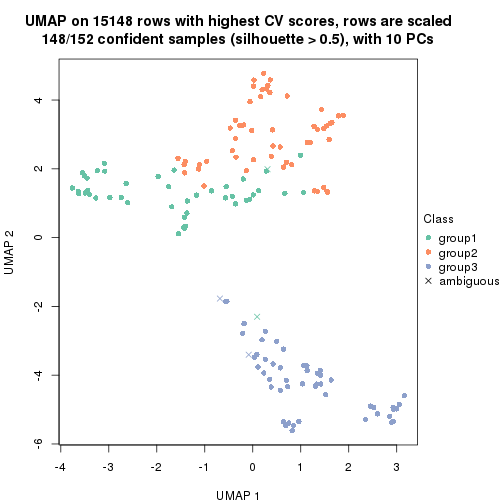 UMAP on 15148 rows with highest CV scores, rows are scaled
148/152 confident samples (silhouette > 0.5), with 10 PCs
4
2
0
-2
-4
-6
UMAP 2
-4
-3
-2
-1
0
1
2
3
UMAP 1
Class
group1
group2
group3
ambiguous